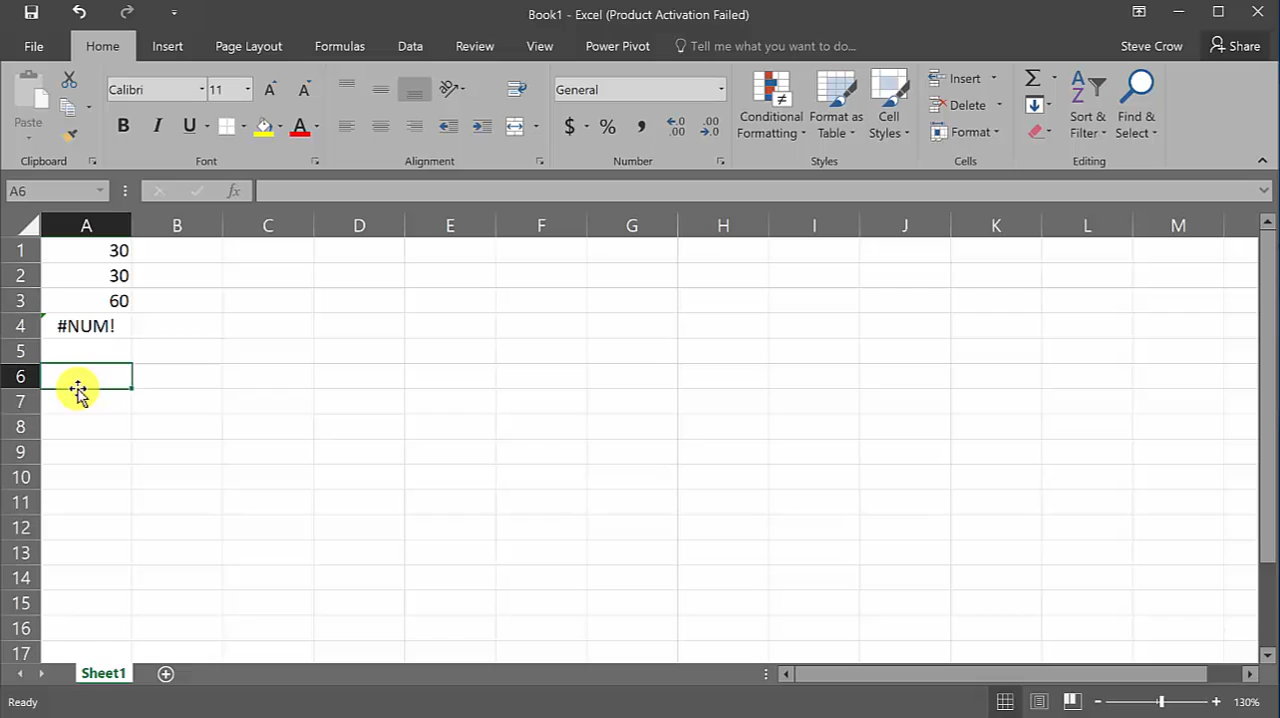 Book1 - Excel (Product Activation Failed)
File Home Insert Page Layout Formulas Data Review View Power Pivot Tell me what you want to do... Steve Crow Share
Paste
Calibri 11
B I U A A A
General
$ % , .00 .0
Conditional Formatting
Format as Table
Cell Styles
Insert
Delete
Format
Σ
Sort & Filter
Find & Select
Clipboard Font Alignment Number Styles Cells Editing
A6 fx
A B C D E F G H I J K L M
1 30
2 30
3 60
4 #NUM!
5
6
7
8
9
10
11
12
13
14
15
16
17
Sheet1
Ready 130%